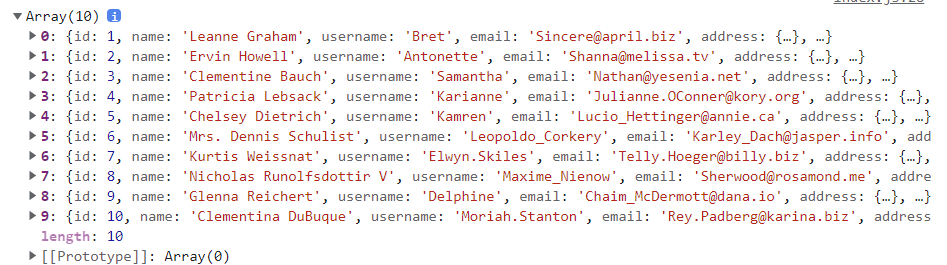 index.js:28
▼ Array(10) i
▶ 0: {id: 1, name: 'Leanne Graham', username: 'Bret', email: 'Sincere@april.biz', address: {…}, …}
▶ 1: {id: 2, name: 'Ervin Howell', username: 'Antonette', email: 'Shanna@melissa.tv', address: {…}, …}
▶ 2: {id: 3, name: 'Clementine Bauch', username: 'Samantha', email: 'Nathan@yesenia.net', address: {…}, …}
▶ 3: {id: 4, name: 'Patricia Lebsack', username: 'Karianne', email: 'Julianne.OConner@kory.org', address: {…},
▶ 4: {id: 5, name: 'Chelsey Dietrich', username: 'Kamren', email: 'Lucio_Hettinger@annie.ca', address: {…},
▶ 5: {id: 6, name: 'Mrs. Dennis Schulist', username: 'Leopoldo_Corkery', email: 'Karley_Dach@jasper.info', add
▶ 6: {id: 7, name: 'Kurtis Weissnat', username: 'Elwyn.Skiles', email: 'Telly.Hoeger@billy.biz', address: {…},
▶ 7: {id: 8, name: 'Nicholas Runolfsdottir V', username: 'Maxime_Nienow', email: 'Sherwood@rosamond.me', addre
▶ 8: {id: 9, name: 'Glenna Reichert', username: 'Delphine', email: 'Chaim_McDermott@dana.io', address: {…}, …}
▶ 9: {id: 10, name: 'Clementina DuBuque', username: 'Moriah.Stanton', email: 'Rey.Padberg@karina.biz', address
length: 10
▶ [[Prototype]]: Array(0)